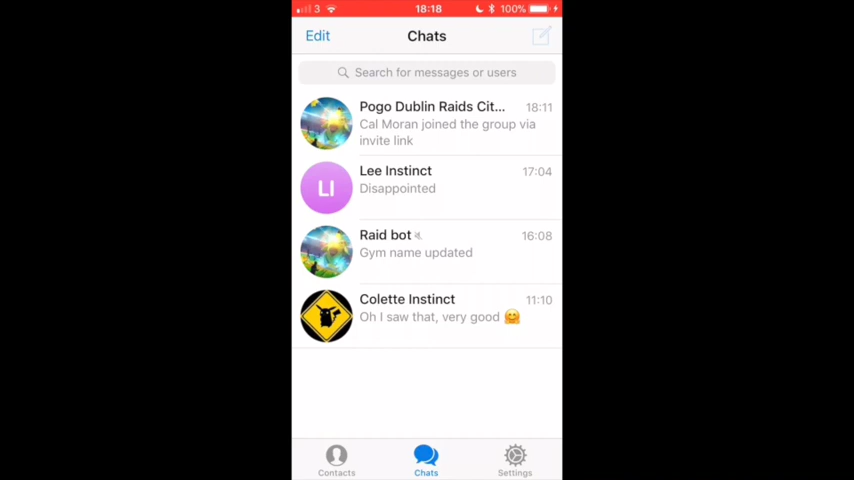 3 18:18 100%
Edit Chats
Search for messages or users
Pogo Dublin Raids Cit... 18:11
Cal Moran joined the group via
invite link
LI
Lee Instinct 17:04
Disappointed
Raid bot 16:08
Gym name updated
Colette Instinct 11:10
Oh I saw that, very good 🤗
Contacts Chats Settings